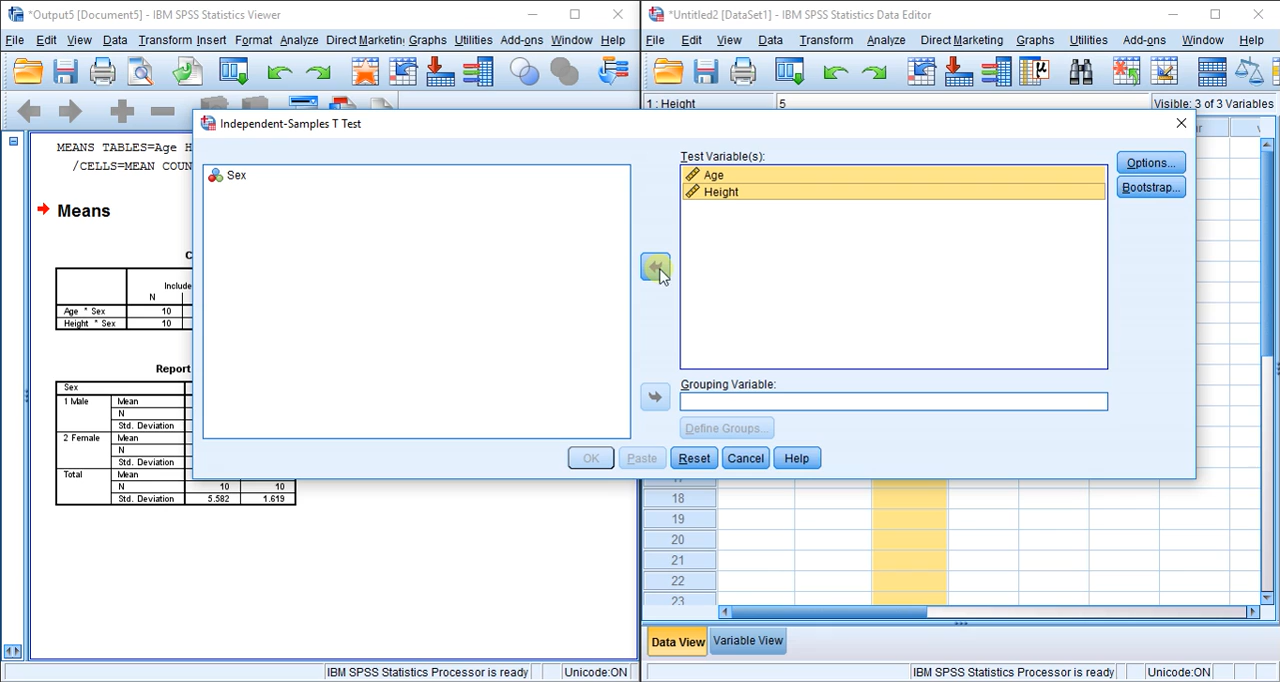 *Output5 [Document5] - IBM SPSS Statistics Viewer
File Edit View Data Transform Insert Format Analyze Direct Marketing Graphs Utilities Add-ons Window Help
MEANS TABLES=Age H
/CELLS=MEAN COUN
Means
C
Include
N
Age * Sex 10
Height * Sex 10
Report
Sex
1 Male Mean
N
Std. Deviation
2 Female Mean
N
Std. Deviation
Total Mean
N 10 10
Std. Deviation 5.582 1.619
IBM SPSS Statistics Processor is ready Unicode:ON
*Untitled2 [DataSet1] - IBM SPSS Statistics Data Editor
File Edit View Data Transform Analyze Direct Marketing Graphs Utilities Add-ons Window Help
1 : Height 5 Visible: 3 of 3 Variables
Independent-Samples T Test
Sex
Test Variable(s):
Age
Height
Options...
Bootstrap...
Grouping Variable:
Define Groups...
OK Paste Reset Cancel Help
17
18
19
20
21
22
23
Data View Variable View
IBM SPSS Statistics Processor is ready Unicode:ON